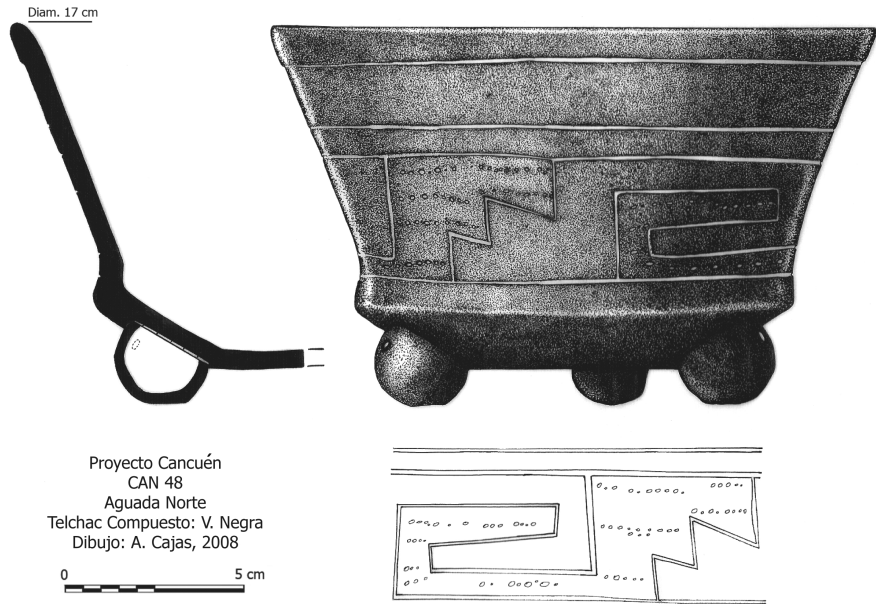 Diam. 17 cm
Proyecto Cancuén
CAN 48
Aguada Norte
Telchac Compuesto: V. Negra
Dibujo: A. Cajas, 2008
0 5 cm